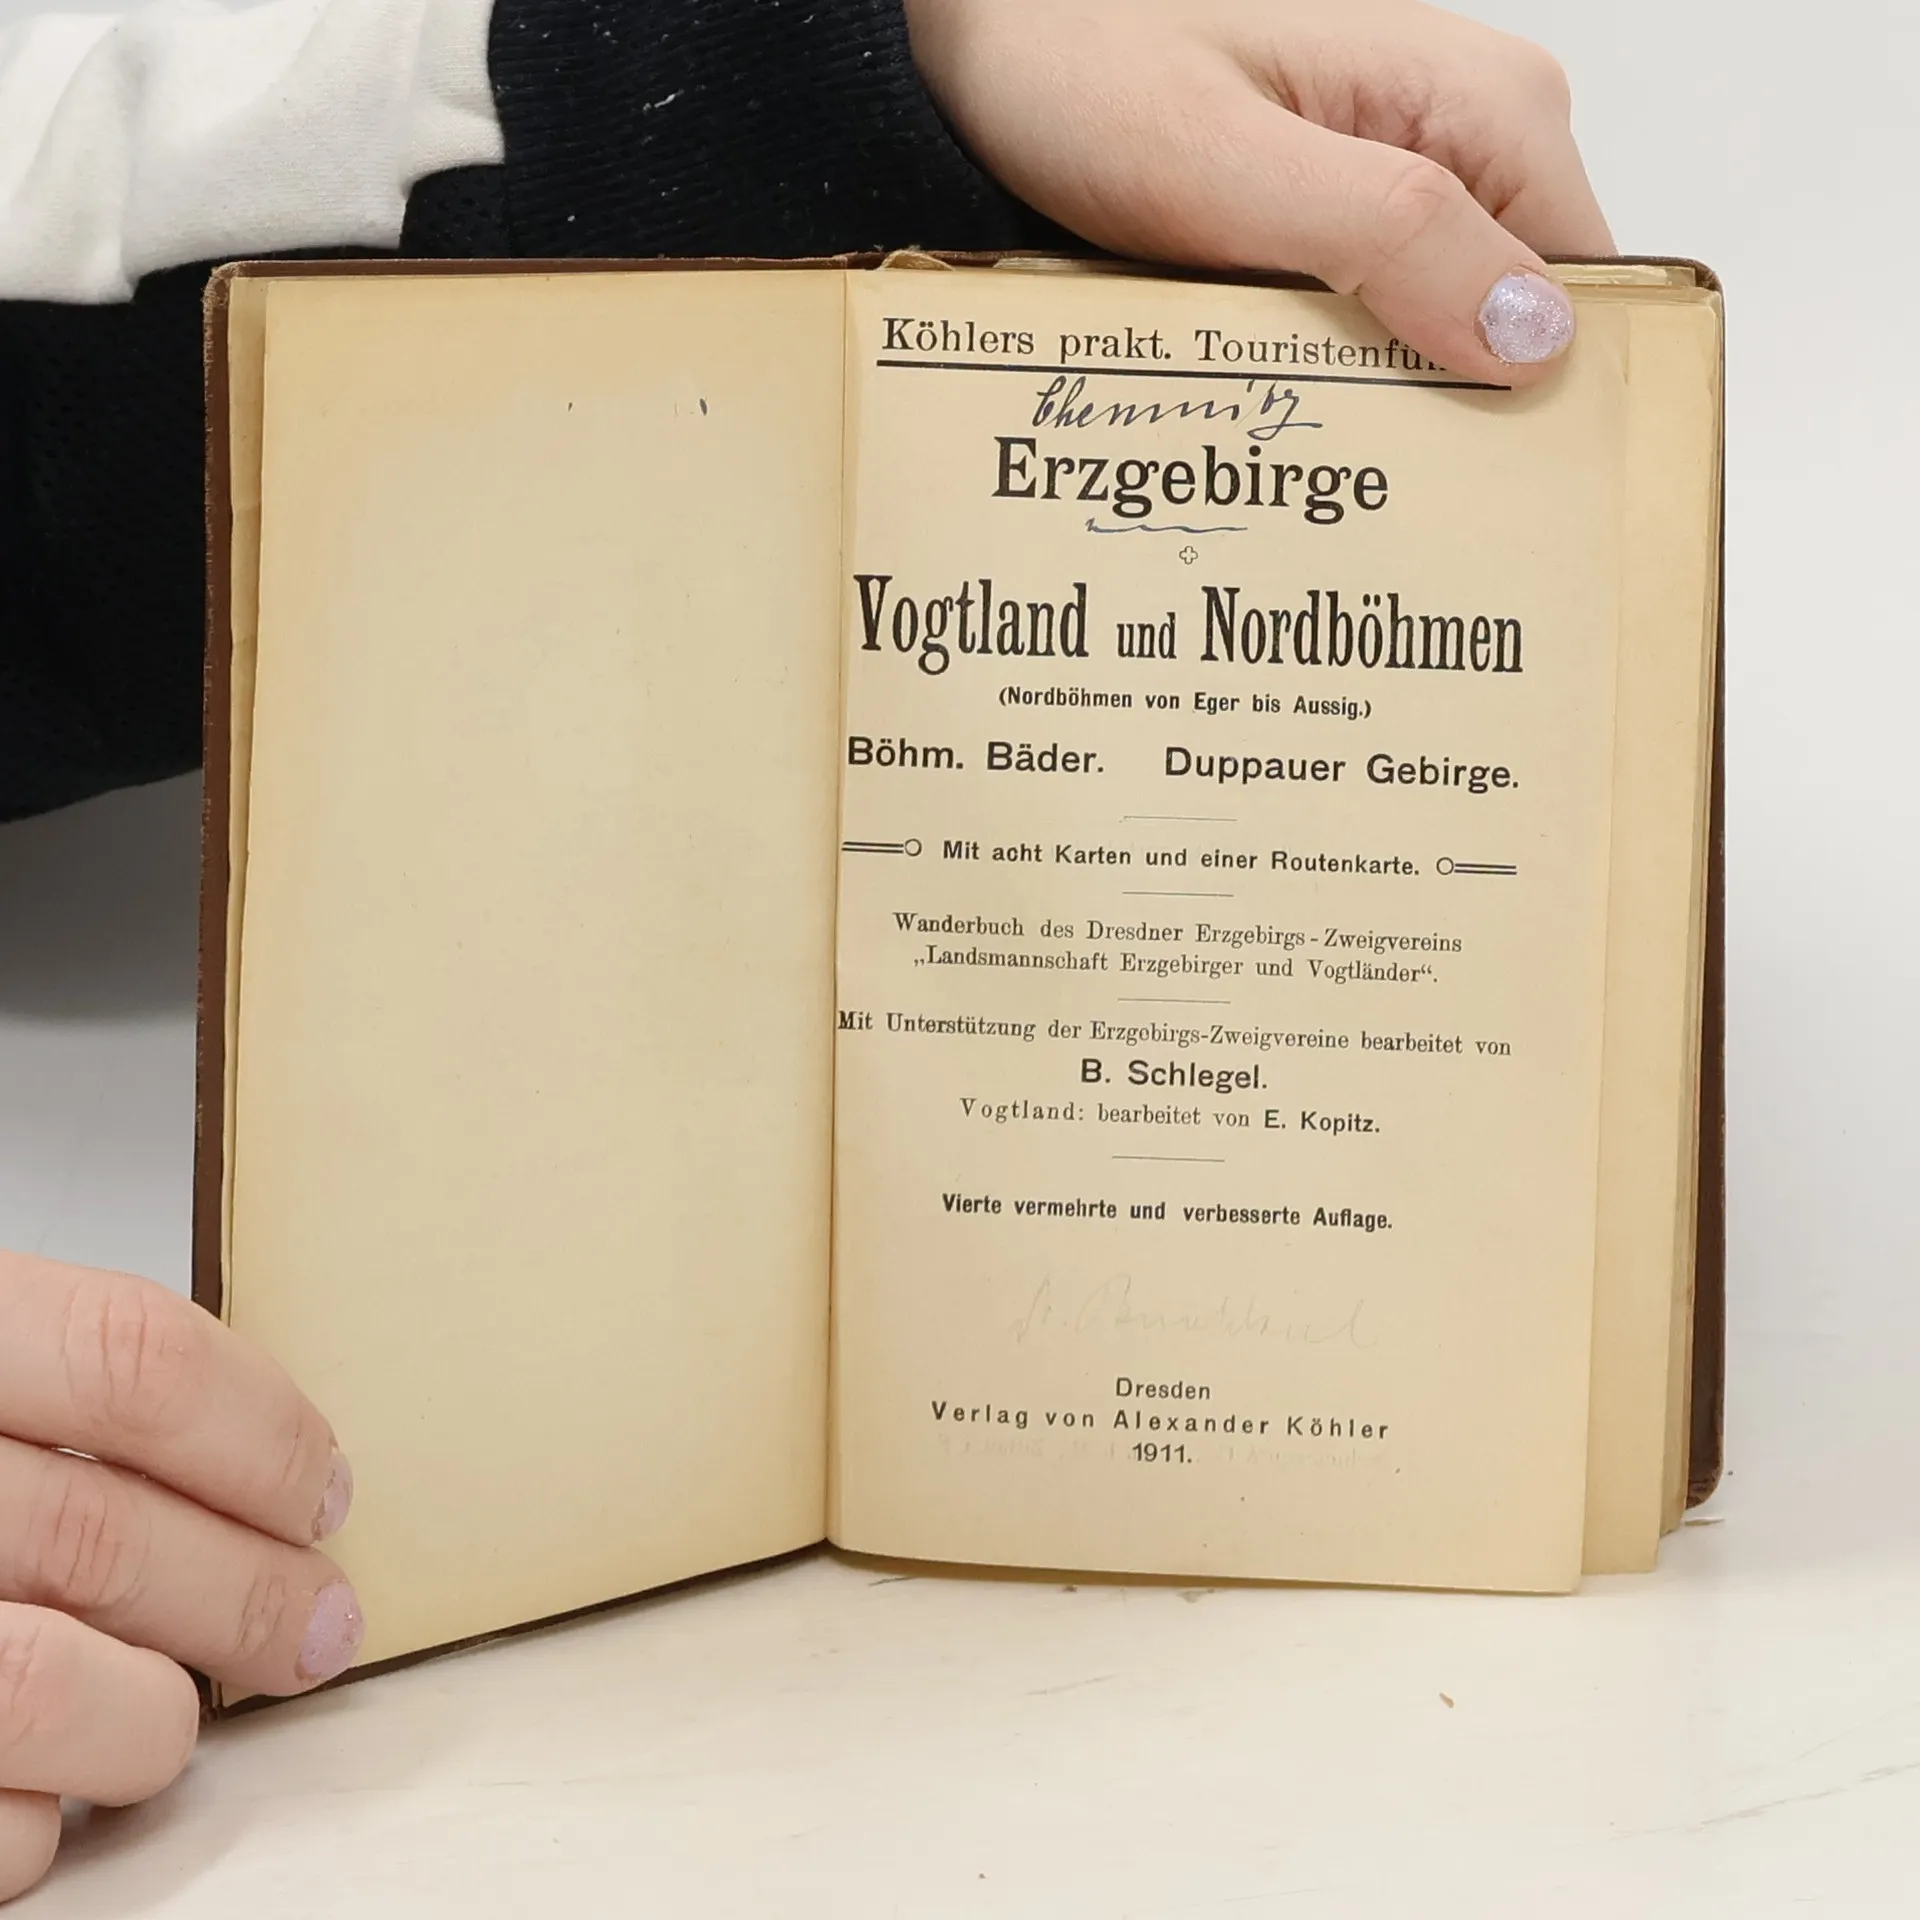 Köhlers prakt. Touristenfü
Chemnitz
Erzgebirge
Vogtland und Nordböhmen
(Nordböhmen von Eger bis Aussig.)
Böhm. Bäder. Duppauer Gebirge.
Mit acht Karten und einer Routenkarte.
Wanderbuch des Dresdner Erzgebirgs-Zweigvereins
„Landsmannschaft Erzgebirger und Vogtländer“.
Mit Unterstützung der Erzgebirgs-Zweigvereine bearbeitet von
B. Schlegel.
Vogtland: bearbeitet von E. Kopitz.
Vierte vermehrte und verbesserte Auflage.
Dresden
Verlag von Alexander Köhler
1911.